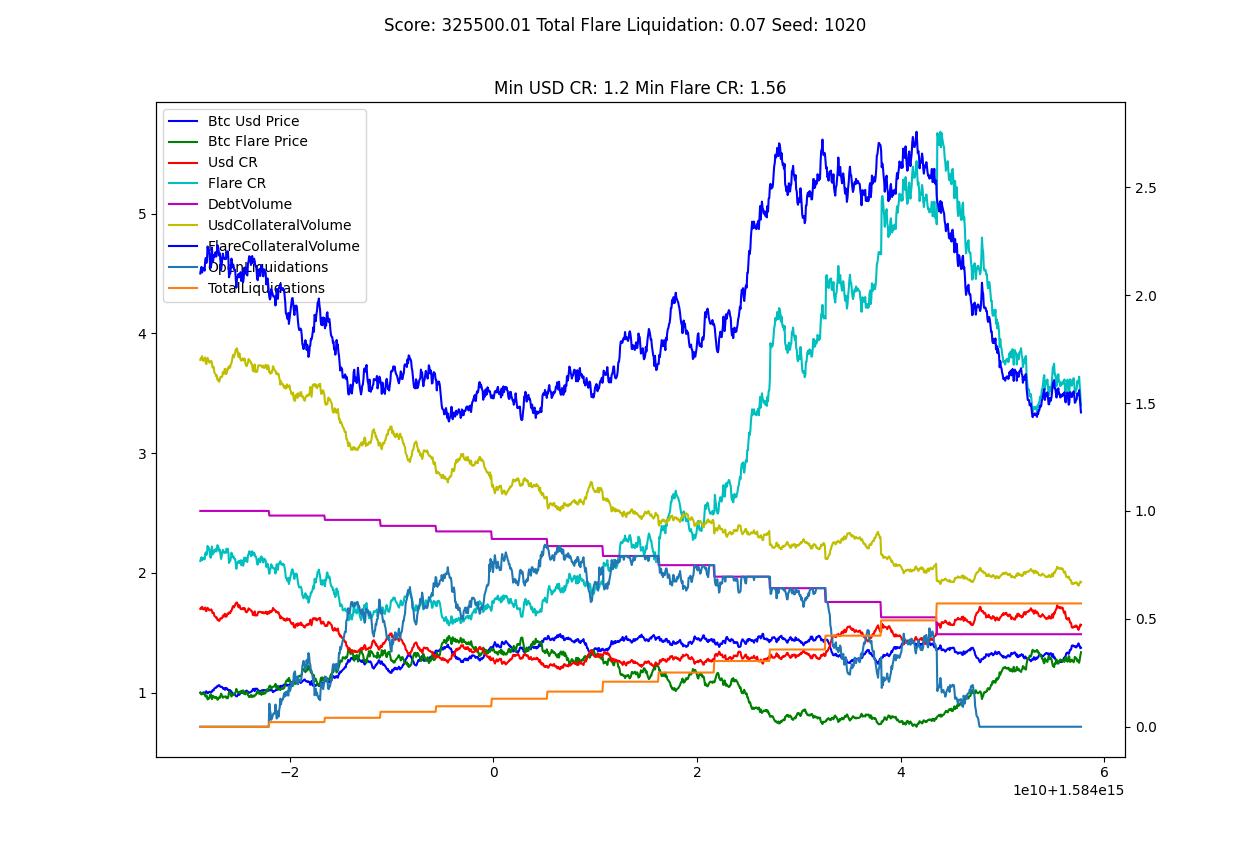 Score: 325500.01 Total Flare Liquidation: 0.07 Seed: 1020
Min USD CR: 1.2 Min Flare CR: 1.56
Btc Usd Price
Btc Flare Price
Usd CR
Flare CR
DebtVolume
UsdCollateralVolume
FlareCollateralVolume
OpenLiquidations
TotalLiquidations
5
4
3
2
1
2.5
2.0
1.5
1.0
0.5
0.0
−2
0
2
4
6
1e10+1.584e15